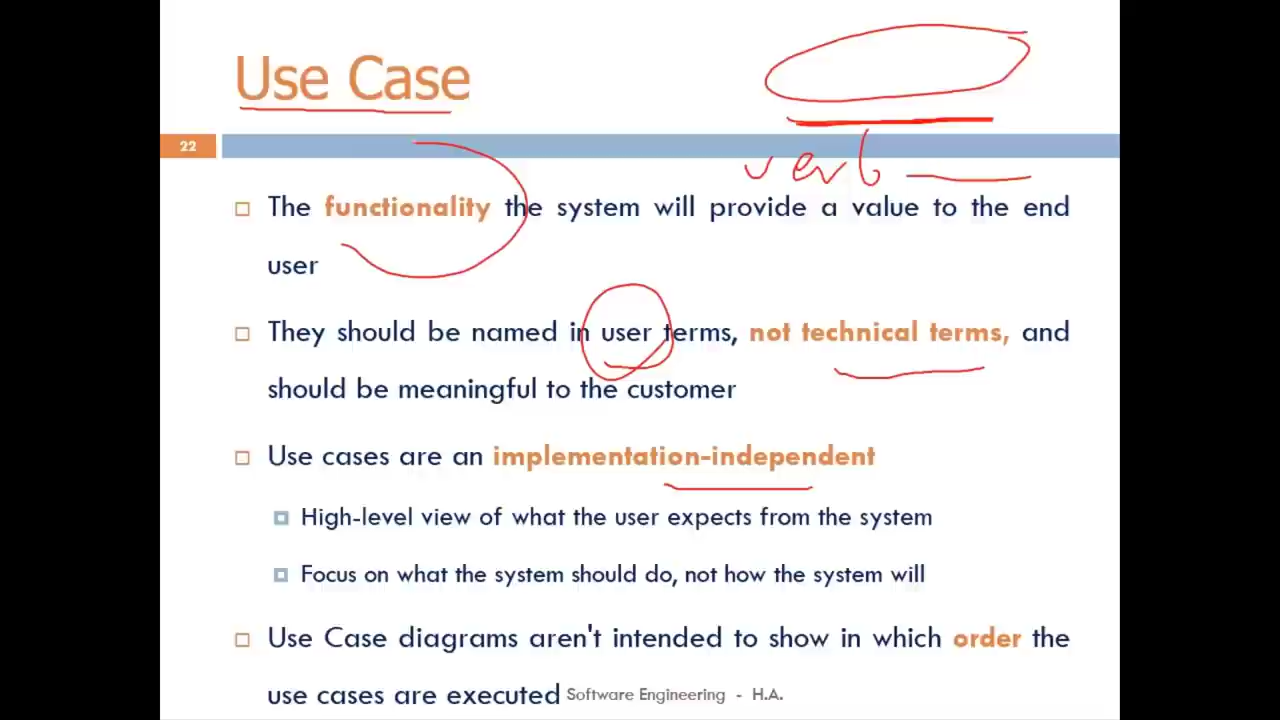 Use Case
22
verb
The functionality the system will provide a value to the end
user
They should be named in user terms, not technical terms, and
should be meaningful to the customer
Use cases are an implementation-independent
High-level view of what the user expects from the system
Focus on what the system should do, not how the system will
Use Case diagrams aren't intended to show in which order the
use cases are executed
Software Engineering - H.A.